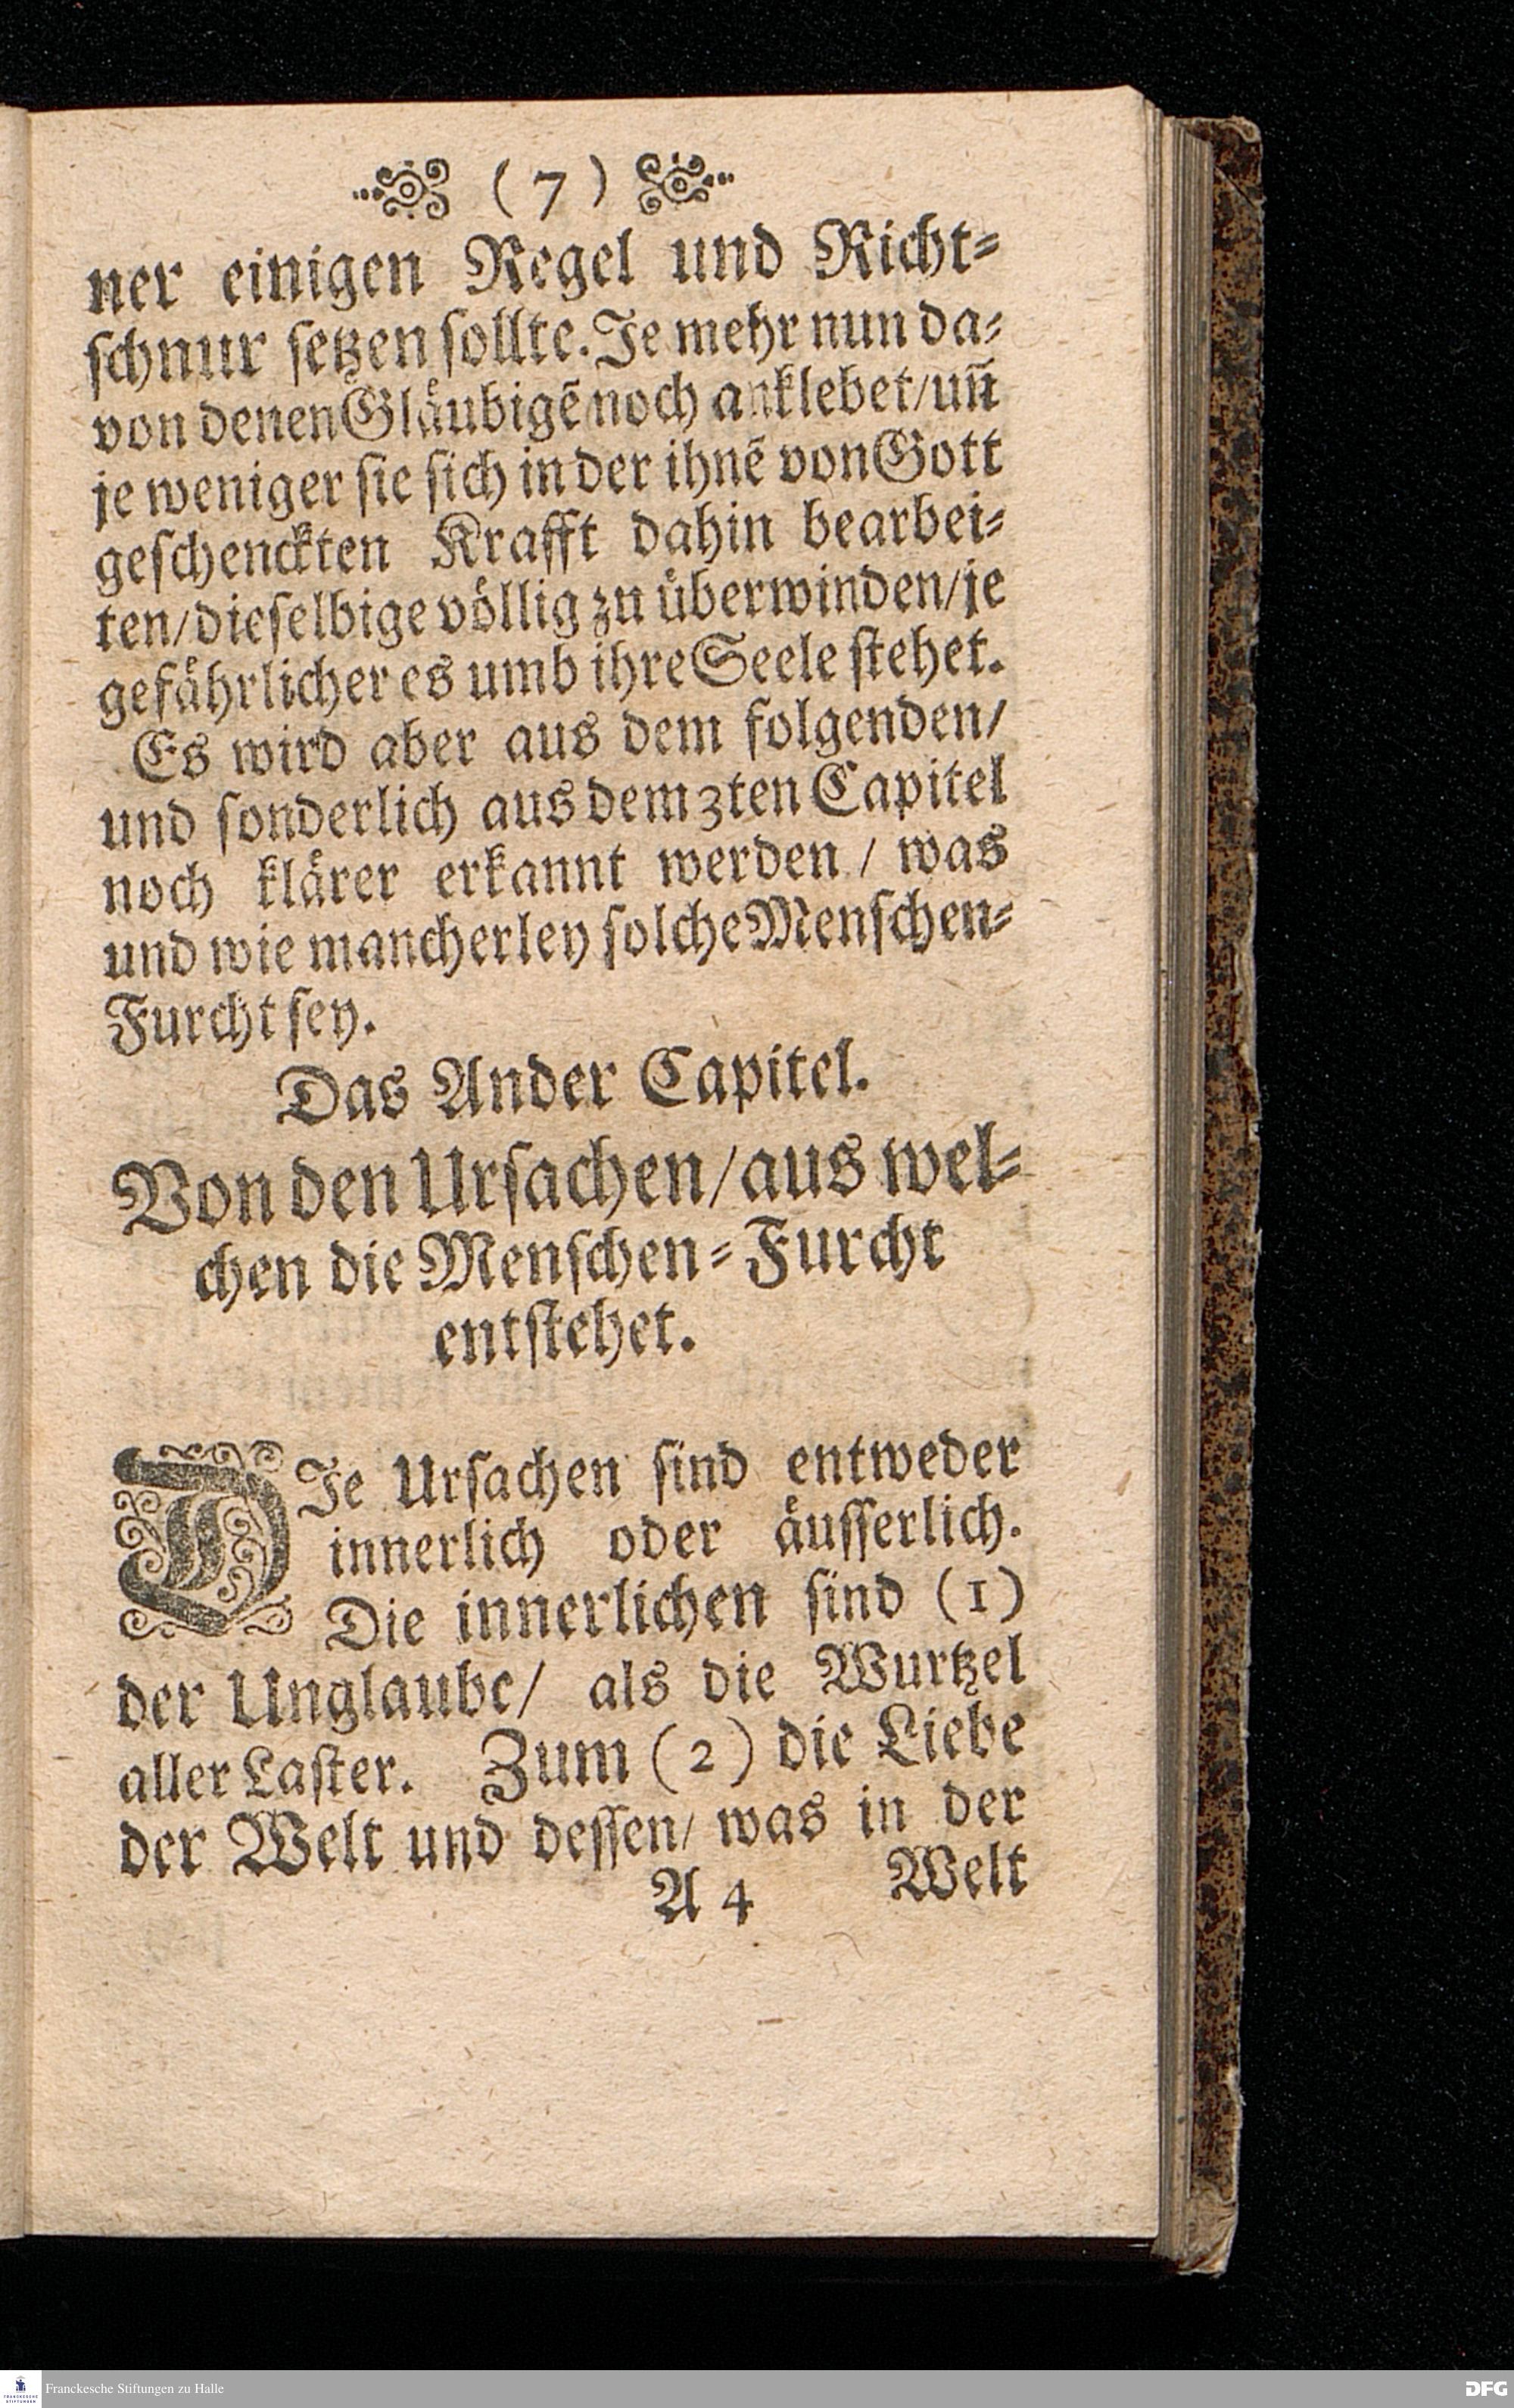 ( 7 )
ner einigen Regel und Richt⸗
ſchnur ſetzen ſollte. Je mehr nun da⸗
von denen Gläubigẽ noch anklebet/ uñ
je weniger ſie ſich in der ihnẽ von Gott
geſchenckten Krafft dahin bearbei⸗
ten/ dieſelbige völlig zu überwinden/ je
gefährlicher es umb ihre Seele ſtehet.
Es wird aber aus dem folgenden/
und ſonderlich aus dem 3ten Capitel
noch klärer erkannt werden / was
und wie mancherley ſolche Menſchen⸗
Furcht ſey.
Das Ander Capitel.
Von den Urſachen/ aus wel⸗
chen die Menſchen⸗Furcht
entſtehet.
DIe Urſachen ſind entweder
innerlich oder äuſſerlich.
Die innerlichen ſind (1)
der Unglaube/ als die Wurtzel
aller Laſter. Zum (2) die Liebe
der Welt und deſſen/ was in der
A 4 Welt
FRANCKESCHE
STIFTUNGEN
Franckesche Stiftungen zu Halle
DFG